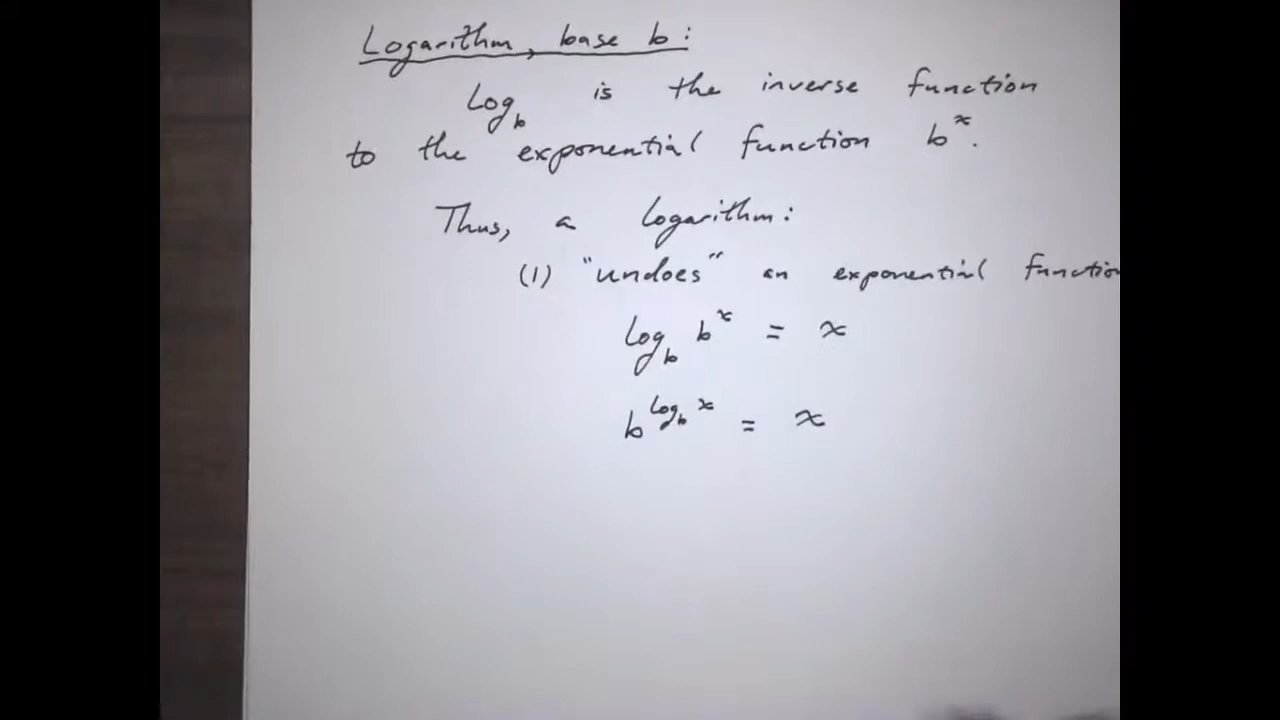 Logarithm, base b:
log_b is the inverse function
to the exponential function b^x.
Thus, a logarithm:
(1) "undoes" an exponential function
log_b b^x = x
b^(log_b x) = x